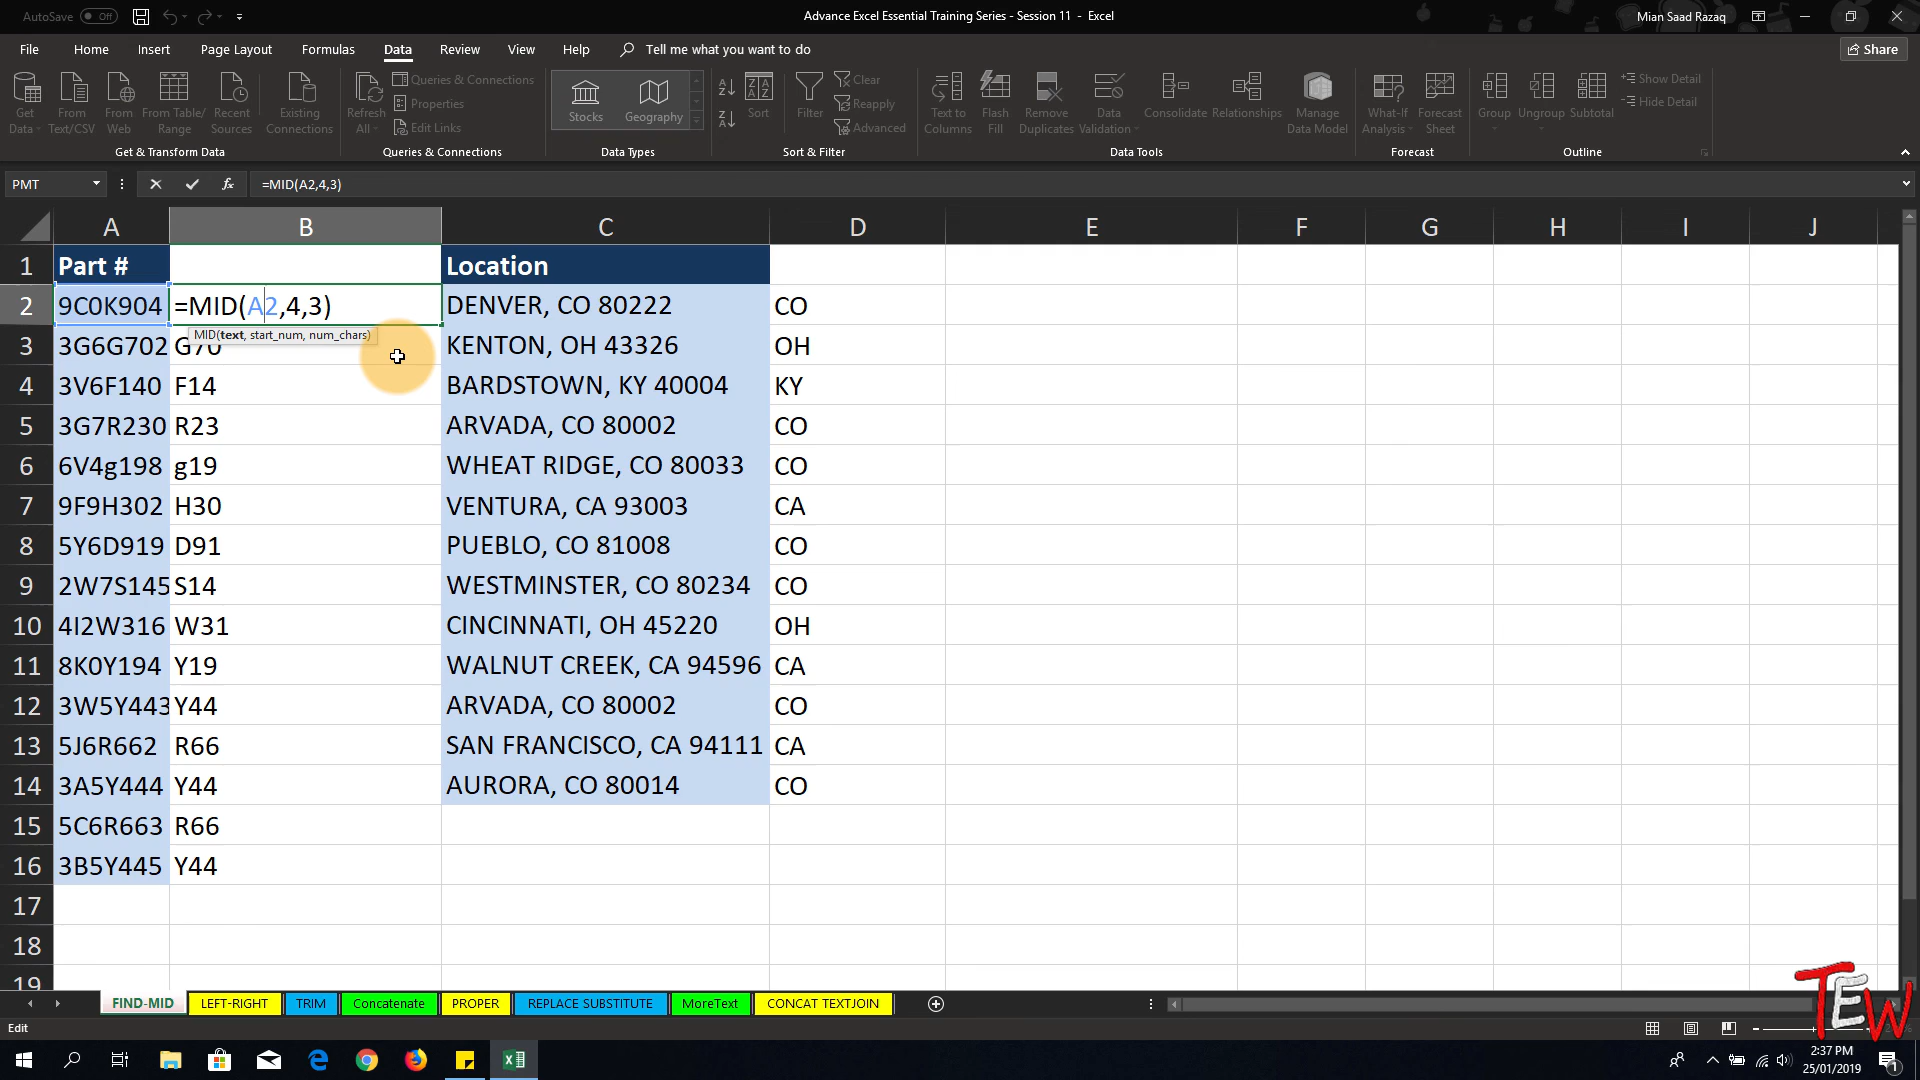 AutoSave Off
Advance Excel Essential Training Series - Session 11 - Excel
Mian Saad Razaq
File Home Insert Page Layout Formulas Data Review View Help Tell me what you want to do Share
Get Data
From Text/CSV
From Web
From Table/ Range
Recent Sources
Existing Connections
Get & Transform Data
Refresh All
Queries & Connections
Properties
Edit Links
Queries & Connections
Stocks
Geography
Data Types
Sort
Filter
Clear
Reapply
Advanced
Sort & Filter
Text to Columns
Flash Fill
Remove Duplicates
Data Validation
Consolidate
Relationships
Manage Data Model
Data Tools
What-If Analysis
Forecast Sheet
Forecast
Group
Ungroup
Subtotal
Show Detail
Hide Detail
Outline
PMT fx =MID(A2,4,3)
A B C D E F G H I J
1 Part # Location
2 9C0K904 =MID(A2,4,3) DENVER, CO 80222 CO
MID(text, start_num, num_chars)
3 3G6G702 G70 KENTON, OH 43326 OH
4 3V6F140 F14 BARDSTOWN, KY 40004 KY
5 3G7R230 R23 ARVADA, CO 80002 CO
6 6V4g198 g19 WHEAT RIDGE, CO 80033 CO
7 9F9H302 H30 VENTURA, CA 93003 CA
8 5Y6D919 D91 PUEBLO, CO 81008 CO
9 2W7S145 S14 WESTMINSTER, CO 80234 CO
10 4I2W316 W31 CINCINNATI, OH 45220 OH
11 8K0Y194 Y19 WALNUT CREEK, CA 94596 CA
12 3W5Y443 Y44 ARVADA, CO 80002 CO
13 5J6R662 R66 SAN FRANCISCO, CA 94111 CA
14 3A5Y444 Y44 AURORA, CO 80014 CO
15 5C6R663 R66
16 3B5Y445 Y44
17
18
19
FIND-MID LEFT-RIGHT TRIM Concatenate PROPER REPLACE SUBSTITUTE MoreText CONCAT TEXTJOIN
Edit
TEW
2:37 PM
25/01/2019
1